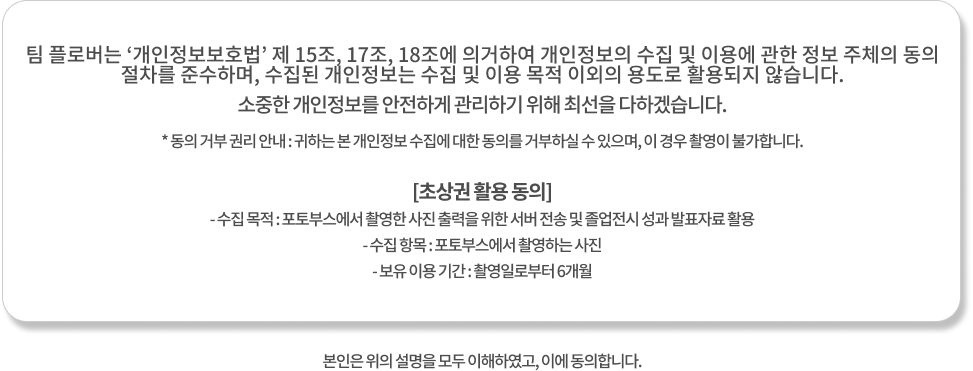 팀 플로버는 ‘개인정보보호법’ 제 15조, 17조, 18조에 의거하여 개인정보의 수집 및 이용에 관한 정보 주체의 동의
절차를 준수하며, 수집된 개인정보는 수집 및 이용 목적 이외의 용도로 활용되지 않습니다.
소중한 개인정보를 안전하게 관리하기 위해 최선을 다하겠습니다.
* 동의 거부 권리 안내 : 귀하는 본 개인정보 수집에 대한 동의를 거부하실 수 있으며, 이 경우 촬영이 불가합니다.
[초상권 활용 동의]
- 수집 목적 : 포토부스에서 촬영한 사진 출력을 위한 서버 전송 및 졸업전시 성과 발표자료 활용
- 수집 항목 : 포토부스에서 촬영하는 사진
- 보유 이용 기간 : 촬영일로부터 6개월
본인은 위의 설명을 모두 이해하였고, 이에 동의합니다.